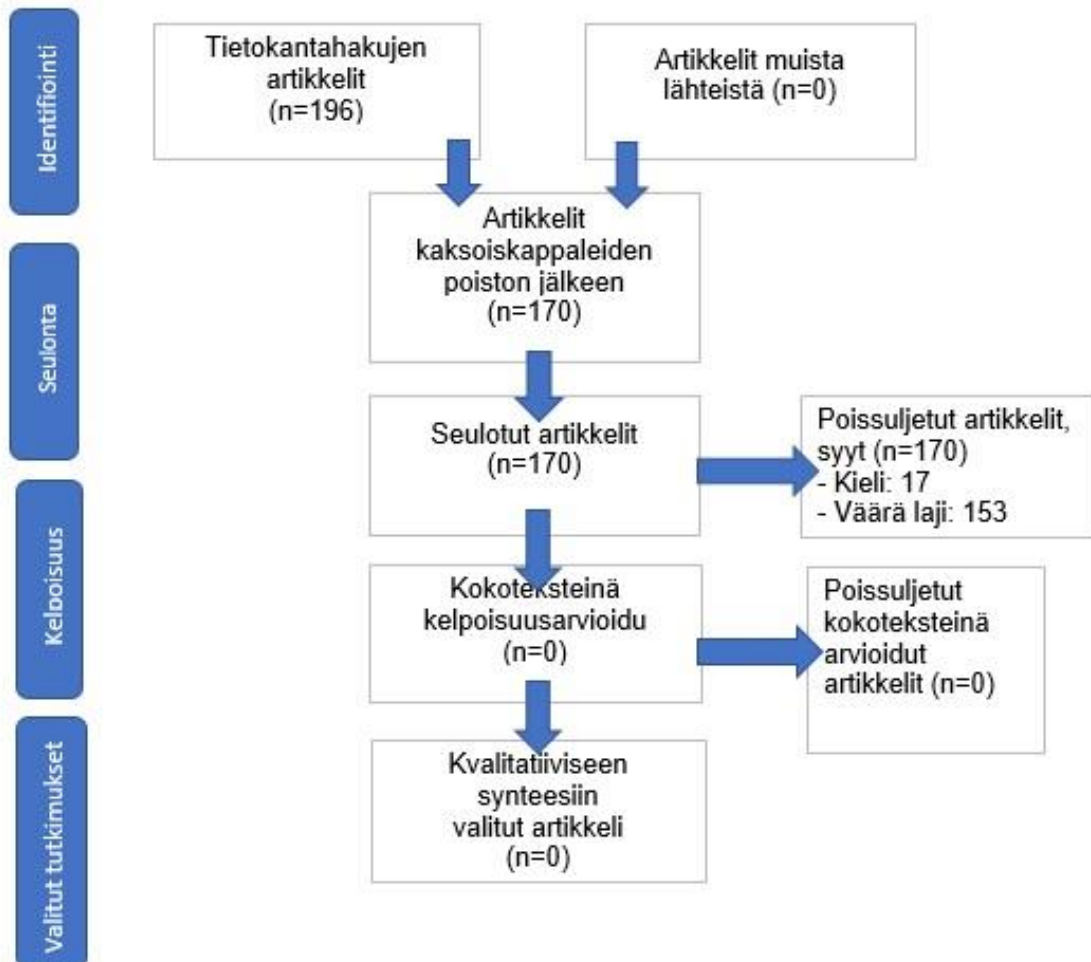 Identifiointi
Tietokantahakujen
artikkelit
(n=196)
Artikkelit muista
lähteistä (n=0)
Artikkelit
kaksoiskappaleiden
poiston jälkeen
(n=170)
Seulonta
Seulotut artikkelit
(n=170)
Poissuljetut artikkelit,
syyt (n=170)
- Kieli: 17
- Väärä laji: 153
Kelpoisuus
Kokoteksteinä
kelpoisuusarvioidu
(n=0)
Poissuljetut
kokoteksteinä
arvioidut
artikkelit (n=0)
Valitut tutkimukset
Kvalitatiiviseen
synteesiin
valitut artikkeli
(n=0)